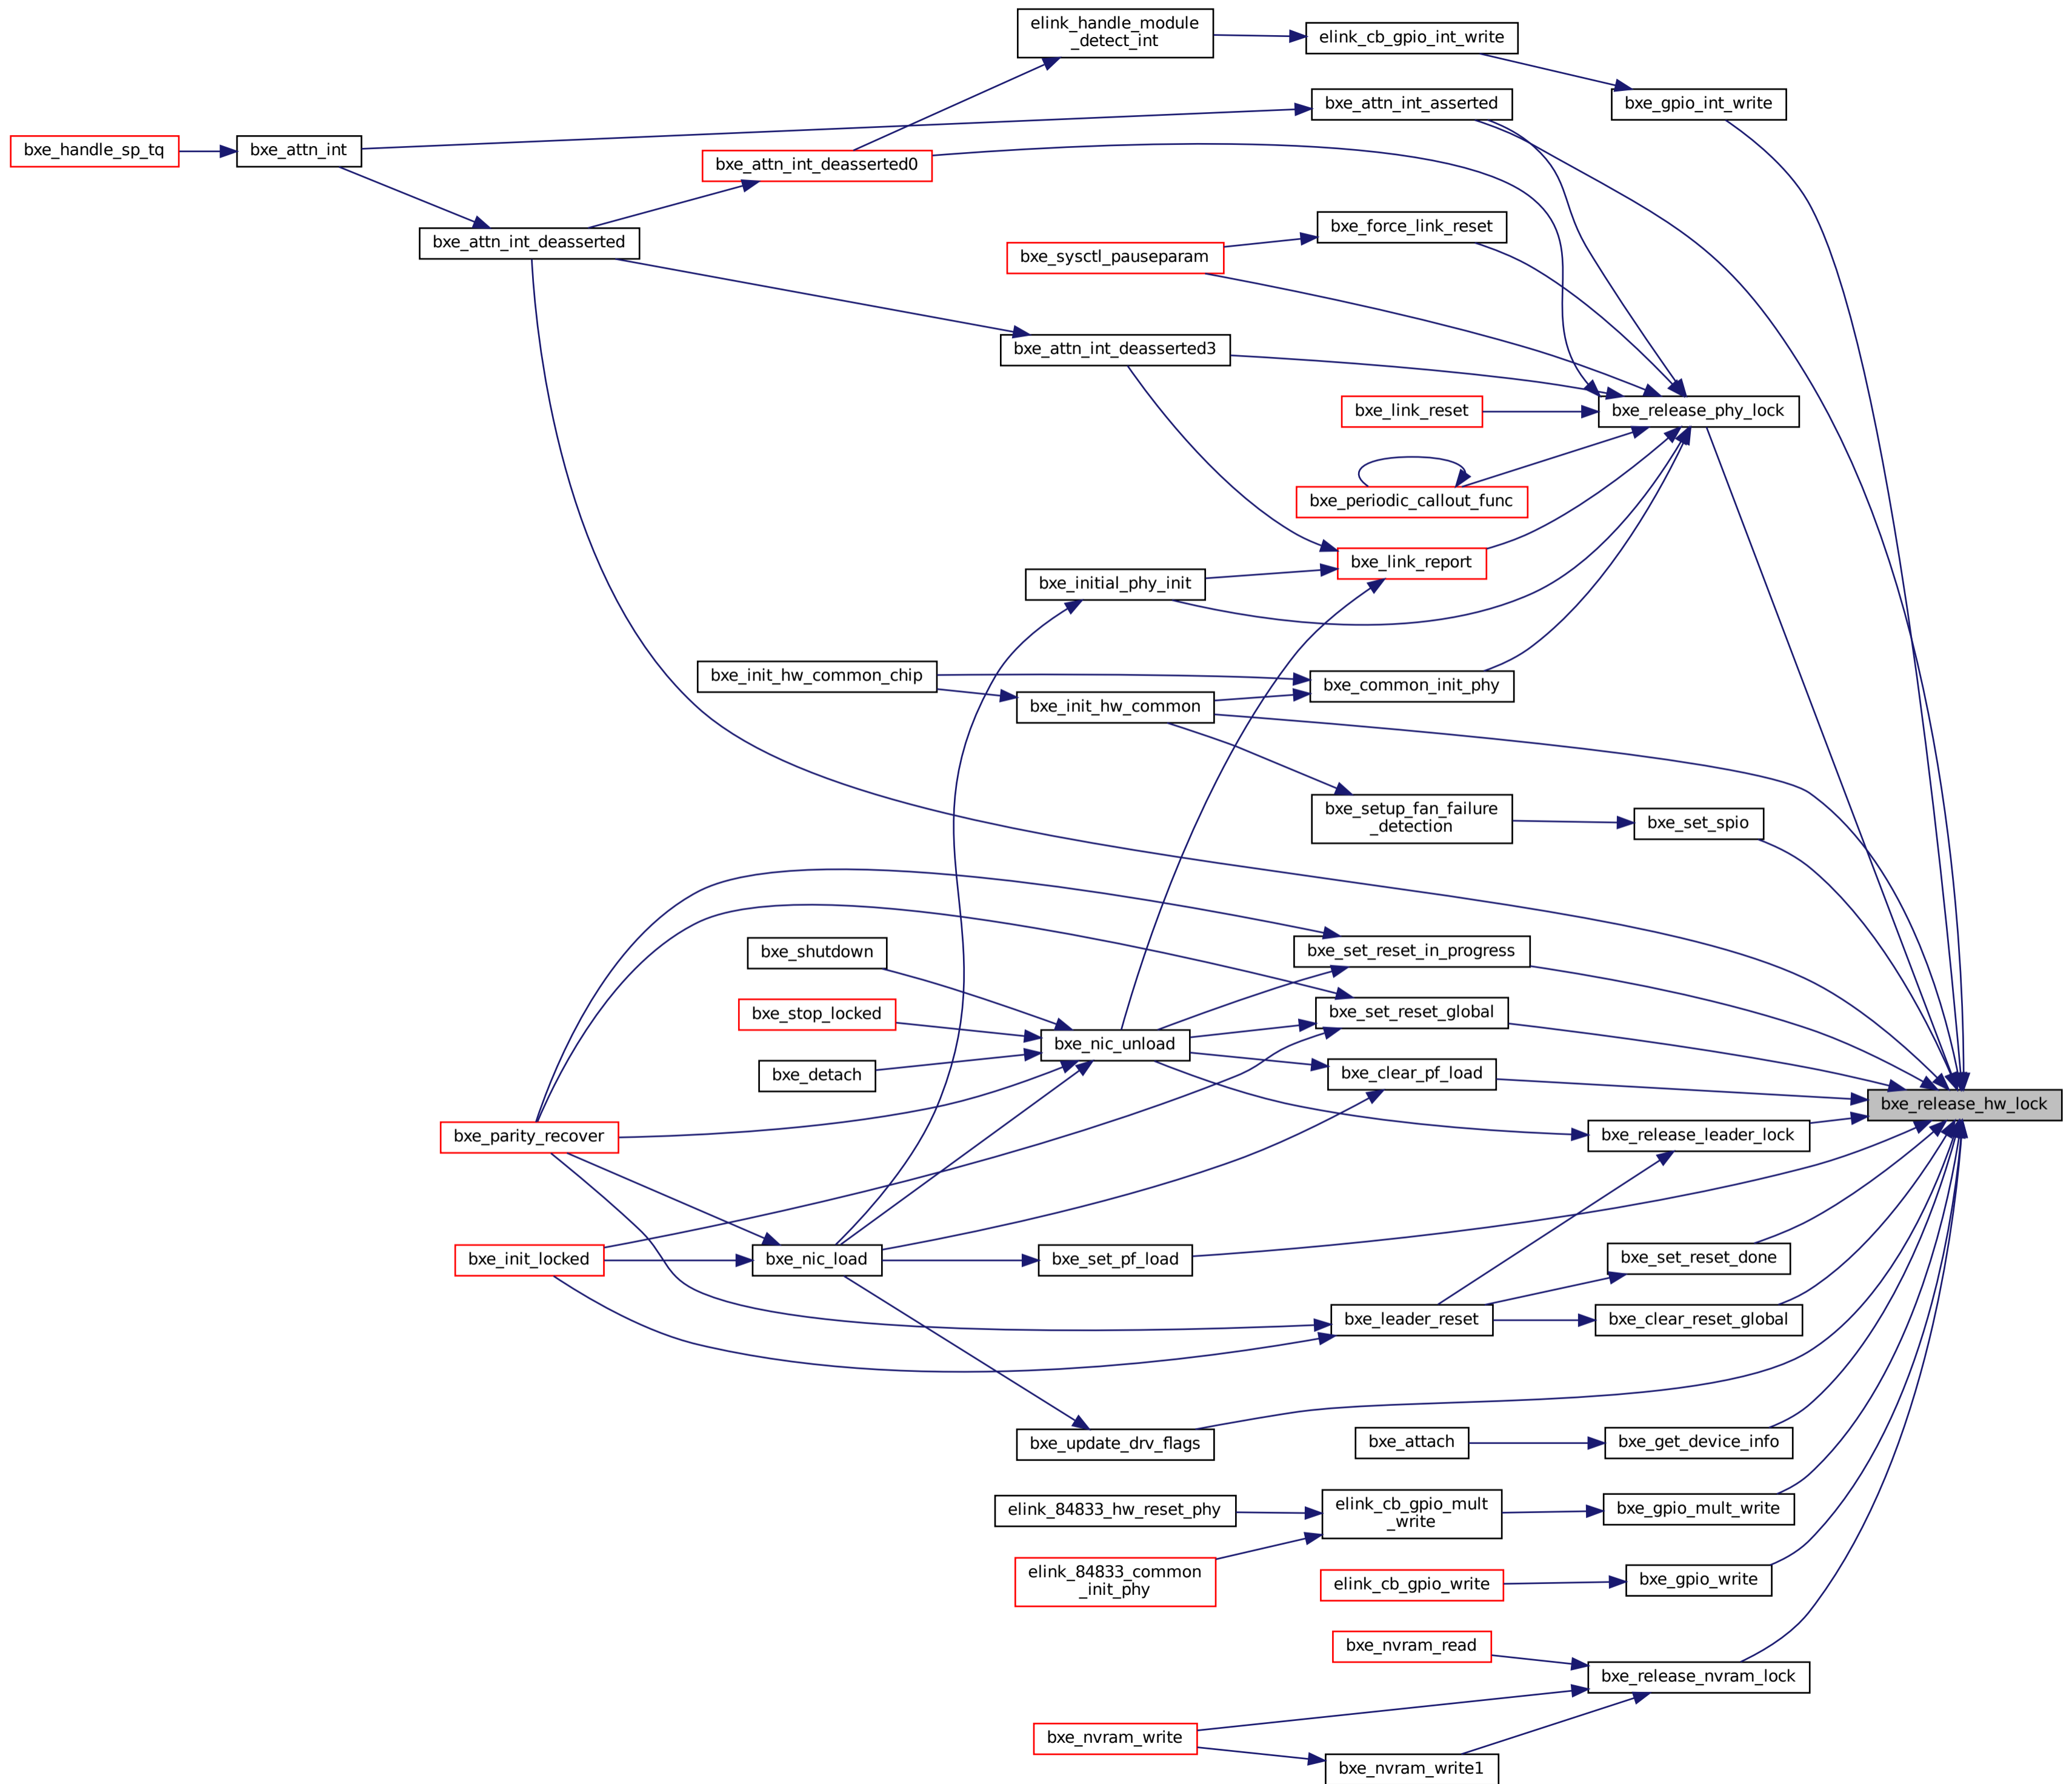 elink_handle_module
_detect_int
elink_cb_gpio_int_write
bxe_attn_int_asserted
bxe_gpio_int_write
bxe_handle_sp_tq
bxe_attn_int
bxe_attn_int_deasserted0
bxe_attn_int_deasserted
bxe_force_link_reset
bxe_sysctl_pauseparam
bxe_attn_int_deasserted3
bxe_link_reset
bxe_release_phy_lock
bxe_periodic_callout_func
bxe_link_report
bxe_initial_phy_init
bxe_init_hw_common_chip
bxe_common_init_phy
bxe_init_hw_common
bxe_setup_fan_failure
_detection
bxe_set_spio
bxe_shutdown
bxe_set_reset_in_progress
bxe_stop_locked
bxe_set_reset_global
bxe_nic_unload
bxe_detach
bxe_clear_pf_load
bxe_release_hw_lock
bxe_parity_recover
bxe_release_leader_lock
bxe_init_locked
bxe_nic_load
bxe_set_pf_load
bxe_set_reset_done
bxe_leader_reset
bxe_clear_reset_global
bxe_update_drv_flags
bxe_attach
bxe_get_device_info
elink_84833_hw_reset_phy
elink_cb_gpio_mult
_write
bxe_gpio_mult_write
elink_84833_common
_init_phy
elink_cb_gpio_write
bxe_gpio_write
bxe_nvram_read
bxe_release_nvram_lock
bxe_nvram_write
bxe_nvram_write1